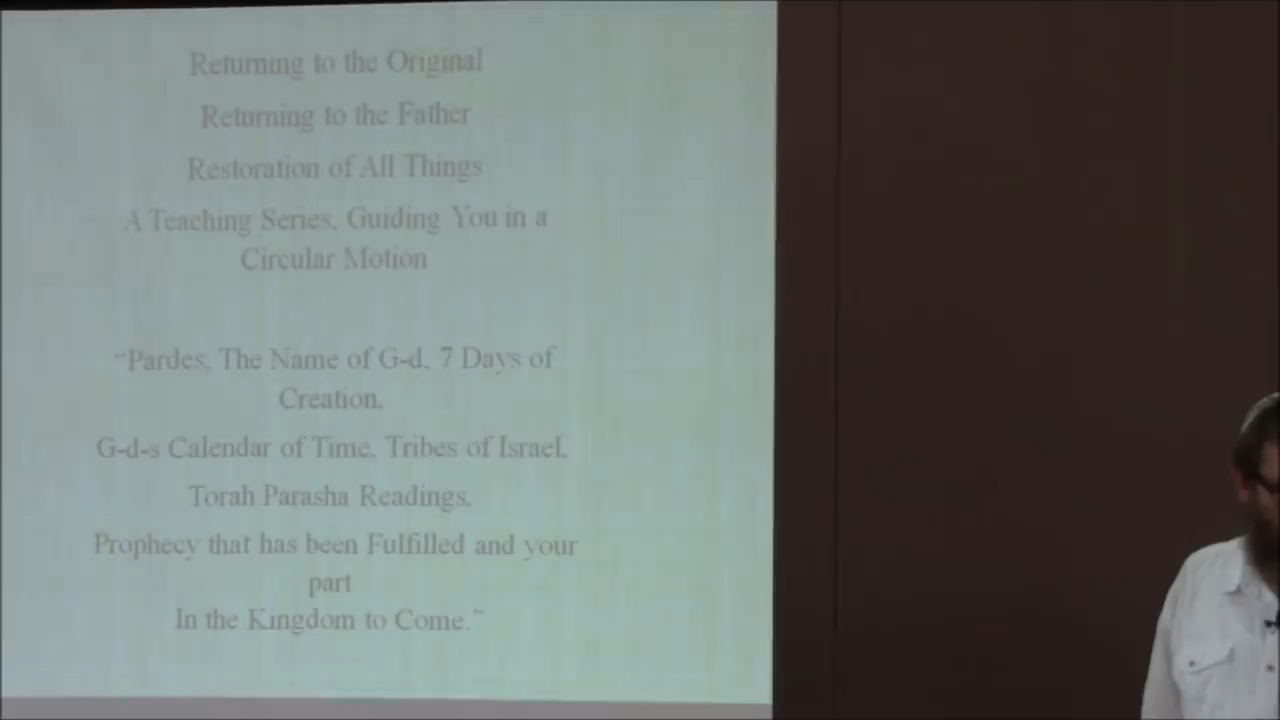 Returning to the Original
Returning to the Father
Restoration of All Things
A Teaching Series, Guiding You in a
Circular Motion
“Pardes, The Name of G-d, 7 Days of
Creation,
G-d-s Calendar of Time, Tribes of Israel,
Torah Parasha Readings,
Prophecy that has been Fulfilled and your
part
In the Kingdom to Come.”